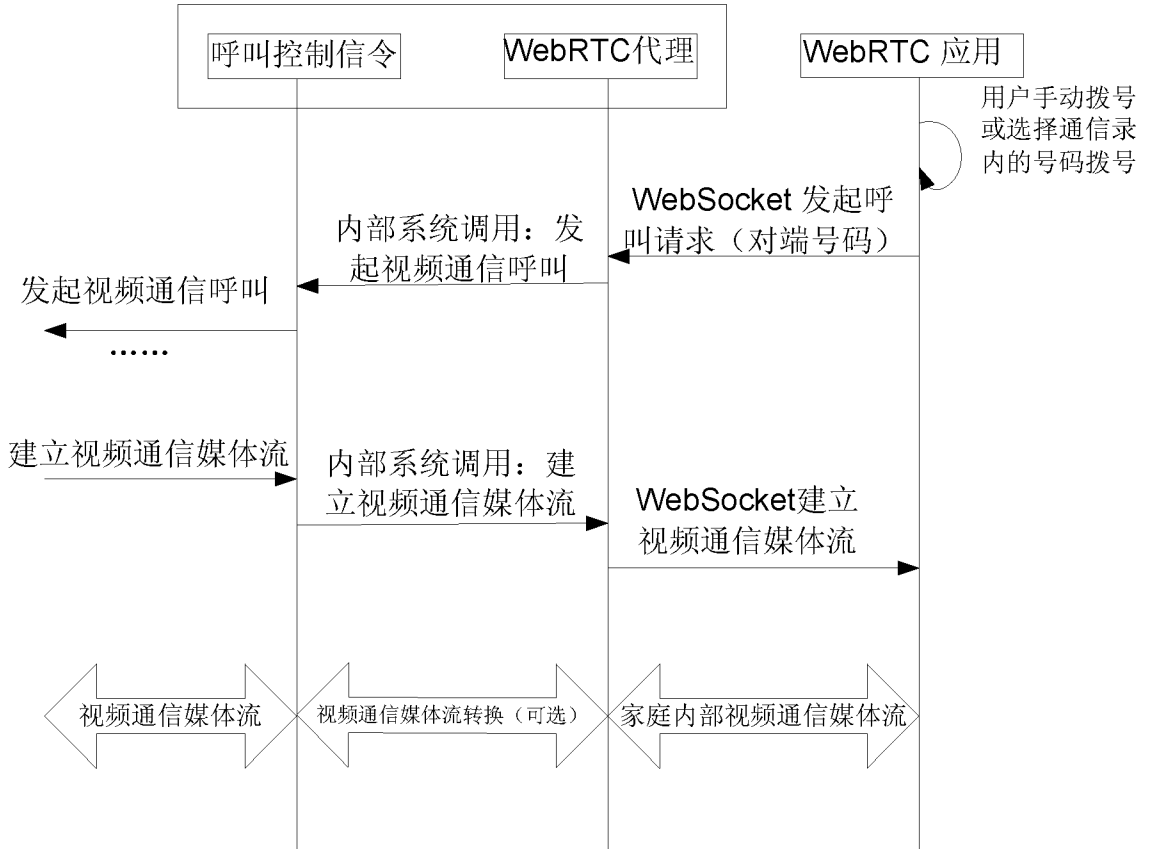 呼叫控制信令
WebRTC代理
WebRTC 应用
用户手动拨号
或选择通信录
内的号码拨号
WebSocket 发起呼
叫请求（对端号码）
内部系统调用：发
起视频通信呼叫
发起视频通信呼叫
……
建立视频通信媒体流
内部系统调用：建
立视频通信媒体流
WebSocket建立
视频通信媒体流
视频通信媒体流
视频通信媒体流转换（可选）
家庭内部视频通信媒体流